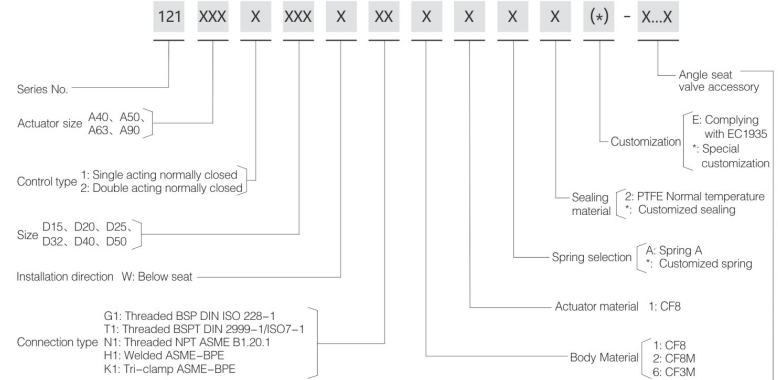 121 XXX X XXX X XX X X X X (*) - X...X
Series No.
Actuator size A40、A50、
A63、A90
Control type 1: Single acting normally closed
2: Double acting normally closed
Size D15、D20、D25、
D32、D40、D50
Installation direction W: Below seat
Connection type
G1: Threaded BSP DIN ISO 228-1
T1: Threaded BSPT DIN 2999-1/ISO7-1
N1: Threaded NPT ASME B1.20.1
H1: Welded ASME-BPE
K1: Tri-clamp ASME-BPE
Angle seat
valve accessory
Customization
E: Complying
with EC1935
*: Special
customization
Sealing
material
2: PTFE Normal temperature
*: Customized sealing
Spring selection
A: Spring A
*: Customized spring
Actuator material 1: CF8
Body Material
1: CF8
2: CF8M
6: CF3M